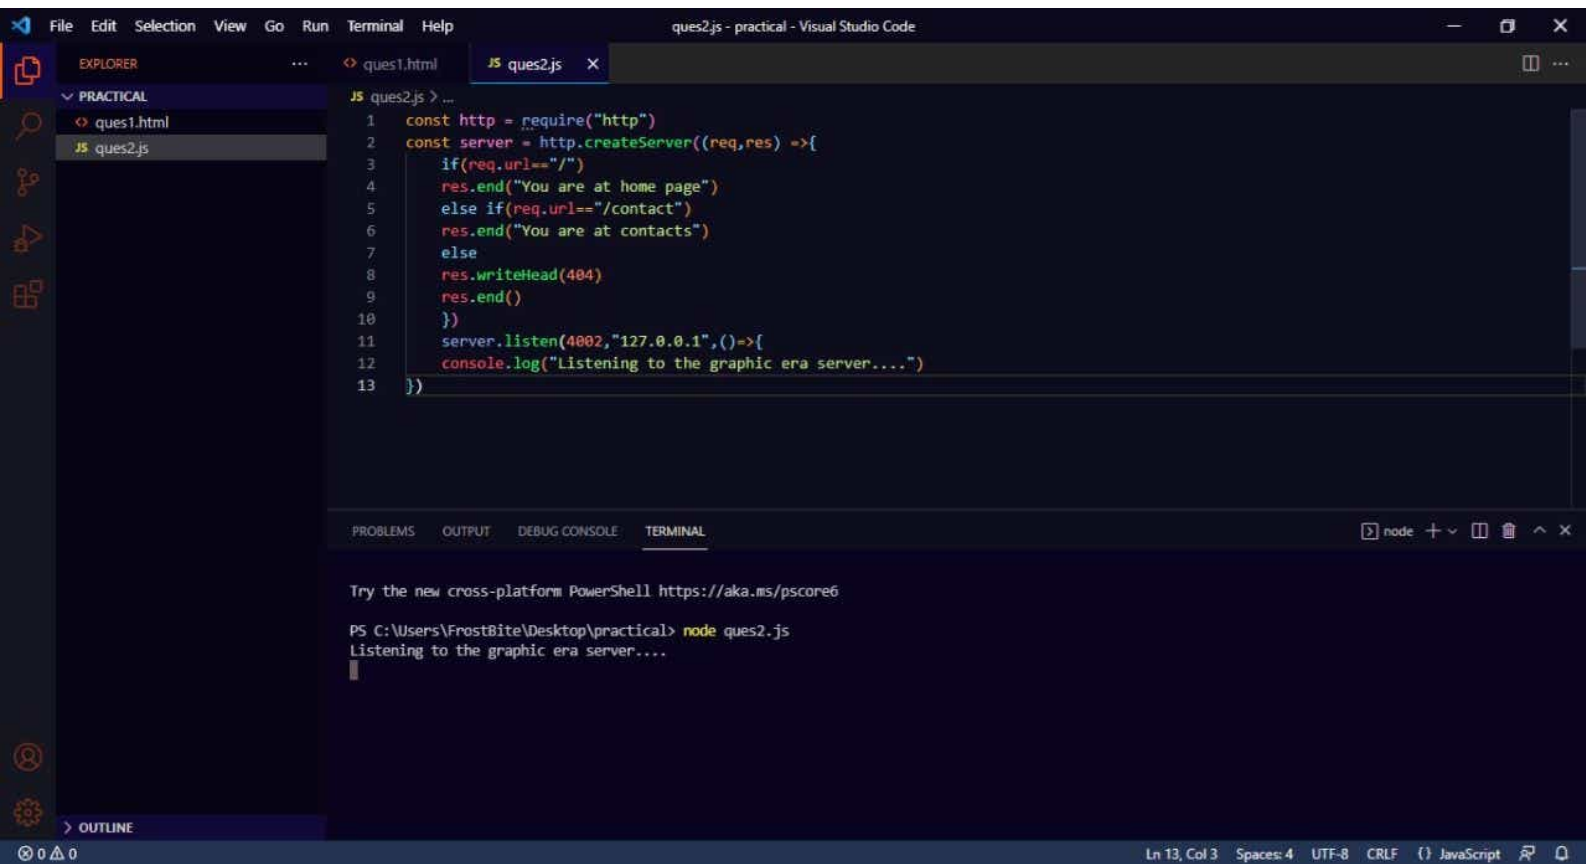 File Edit Selection View Go Run Terminal Help ques2.js - practical - Visual Studio Code
EXPLORER
PRACTICAL
ques1.html
JS ques2.js
OUTLINE
ques1.html JS ques2.js
JS ques2.js > ...
1 const http = require("http")
2 const server = http.createServer((req,res) =>{
3 if(req.url=="/")
4 res.end("You are at home page")
5 else if(req.url=="/contact")
6 res.end("You are at contacts")
7 else
8 res.writeHead(404)
9 res.end()
10 })
11 server.listen(4002,"127.0.0.1",()=>{
12 console.log("Listening to the graphic era server....")
13 })
PROBLEMS OUTPUT DEBUG CONSOLE TERMINAL node
Try the new cross-platform PowerShell https://aka.ms/pscore6
PS C:\Users\FrostBite\Desktop\practical> node ques2.js
Listening to the graphic era server....
0 0 Ln 13, Col 3 Spaces: 4 UTF-8 CRLF {} JavaScript